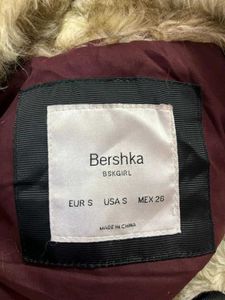 Bershka
BSKGIRL
EUR S USA S MEX 26
MADE IN CHINA